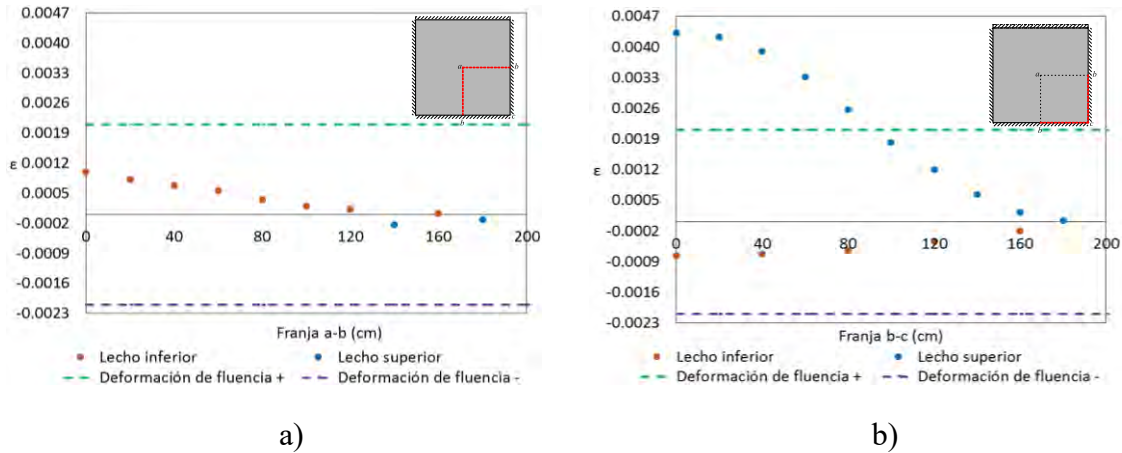 0.0047
0.0040
0.0033
0.0026
0.0019
0.0012
0.0005
-0.0002
-0.0009
-0.0016
-0.0023
ε
0 40 80 120 160 200
a b
b
Franja a-b (cm)
Lecho inferior Lecho superior
Deformación de fluencia + Deformación de fluencia -
a)
0.0047
0.0040
0.0033
0.0026
0.0019
0.0012
0.0005
-0.0002
-0.0009
-0.0016
-0.0023
ε
0 40 80 120 160 200
a b
b
Franja b-c (cm)
Lecho inferior Lecho superior
Deformación de fluencia + Deformación de fluencia -
b)